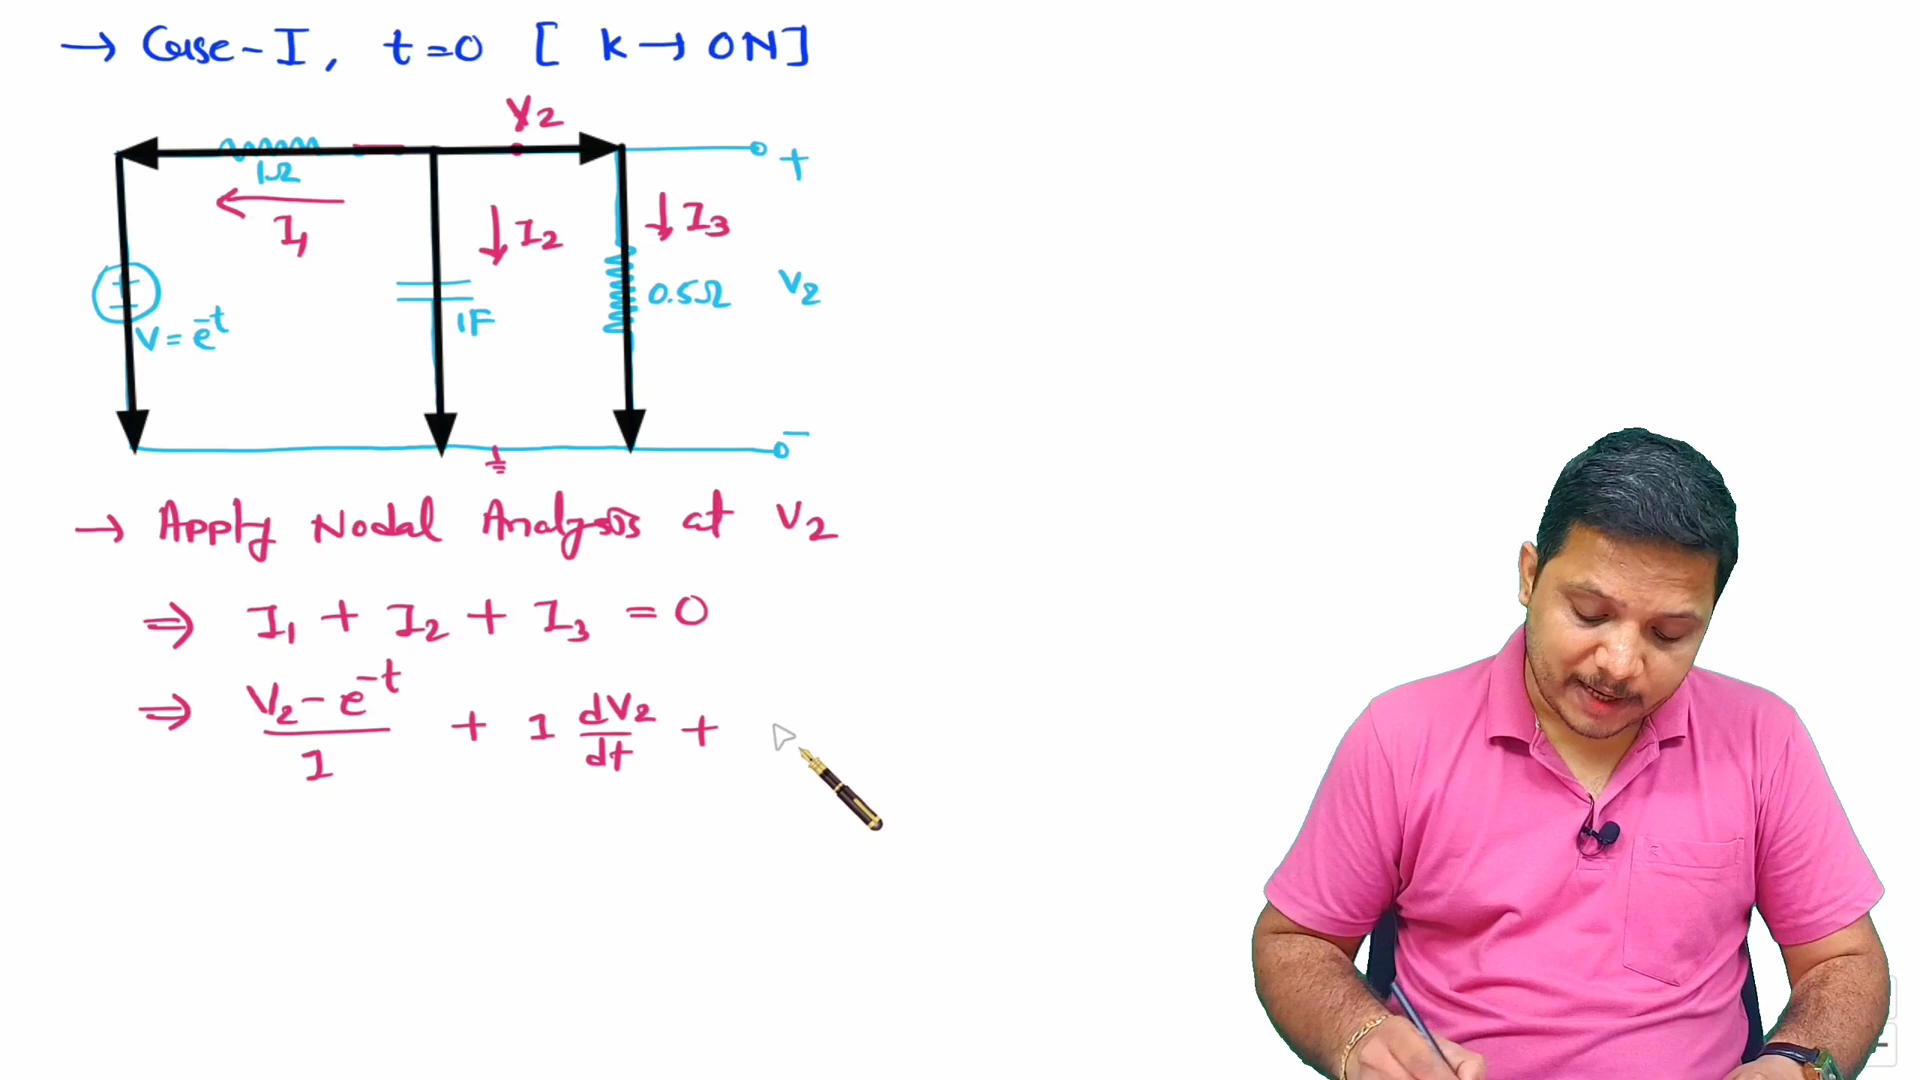 → Case-I, t=0 [ K→ ON]
V2
1Ω
+
I1
I2
I3
0.5Ω
V2
1F
V = e^-t
-
→ Apply Nodal Analysis at V2
⇒ I1 + I2 + I3 = 0
⇒ (V2 - e^-t)/1 + 1 dV2/dt +